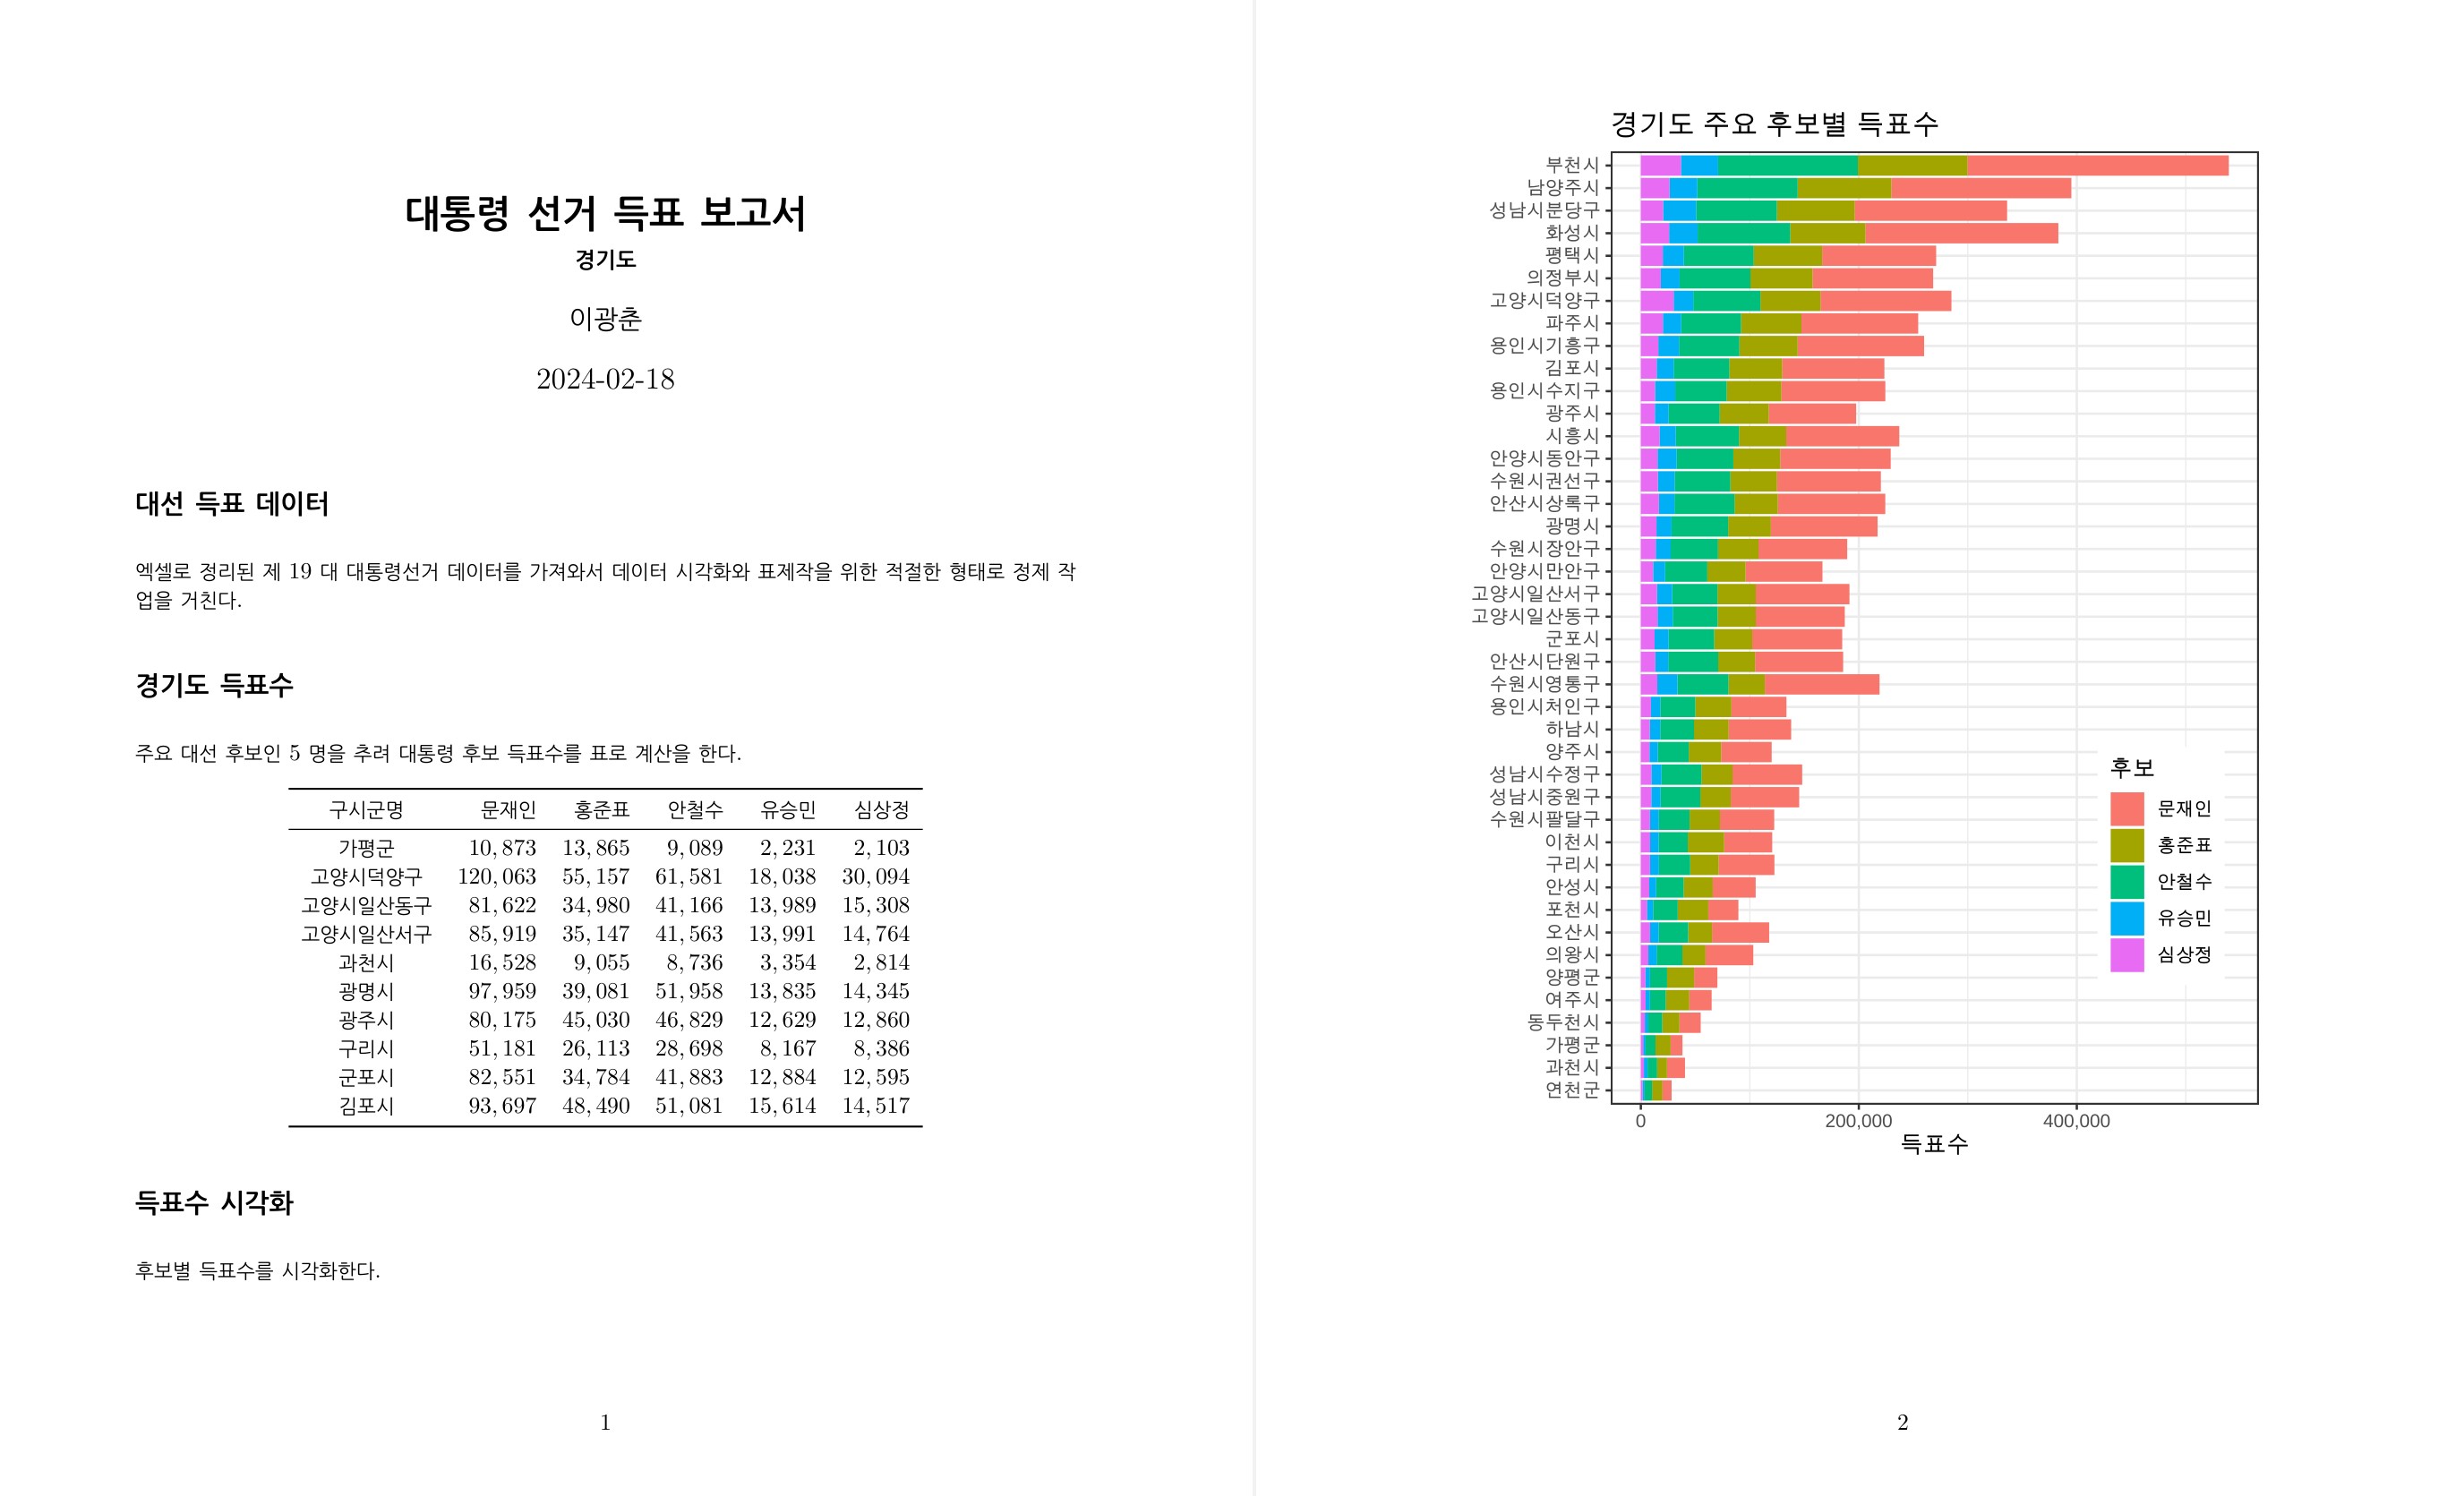 대통령 선거 득표 보고서
경기도
이광춘
2024-02-18
대선 득표 데이터
엑셀로 정리된 제 19 대 대통령선거 데이터를 가져와서 데이터 시각화와 표제작을 위한 적절한 형태로 정제 작
업을 거친다.
경기도 득표수
주요 대선 후보인 5 명을 추려 대통령 후보 득표수를 표로 계산을 한다.
구시군명 문재인 홍준표 안철수 유승민 심상정
가평군 10,873 13,865 9,089 2,231 2,103
고양시덕양구 120,063 55,157 61,581 18,038 30,094
고양시일산동구 81,622 34,980 41,166 13,989 15,308
고양시일산서구 85,919 35,147 41,563 13,991 14,764
과천시 16,528 9,055 8,736 3,354 2,814
광명시 97,959 39,081 51,958 13,835 14,345
광주시 80,175 45,030 46,829 12,629 12,860
구리시 51,181 26,113 28,698 8,167 8,386
군포시 82,551 34,784 41,883 12,884 12,595
김포시 93,697 48,490 51,081 15,614 14,517
득표수 시각화
후보별 득표수를 시각화한다.
1
경기도 주요 후보별 득표수
부천시
남양주시
성남시분당구
화성시
평택시
의정부시
고양시덕양구
파주시
용인시기흥구
김포시
용인시수지구
광주시
시흥시
안양시동안구
수원시권선구
안산시상록구
광명시
수원시장안구
안양시만안구
고양시일산서구
고양시일산동구
군포시
안산시단원구
수원시영통구
용인시처인구
하남시
양주시
성남시수정구
성남시중원구
수원시팔달구
이천시
구리시
안성시
포천시
오산시
의왕시
양평군
여주시
동두천시
가평군
과천시
연천군
0 200,000 400,000
득표수
후보
문재인
홍준표
안철수
유승민
심상정
2